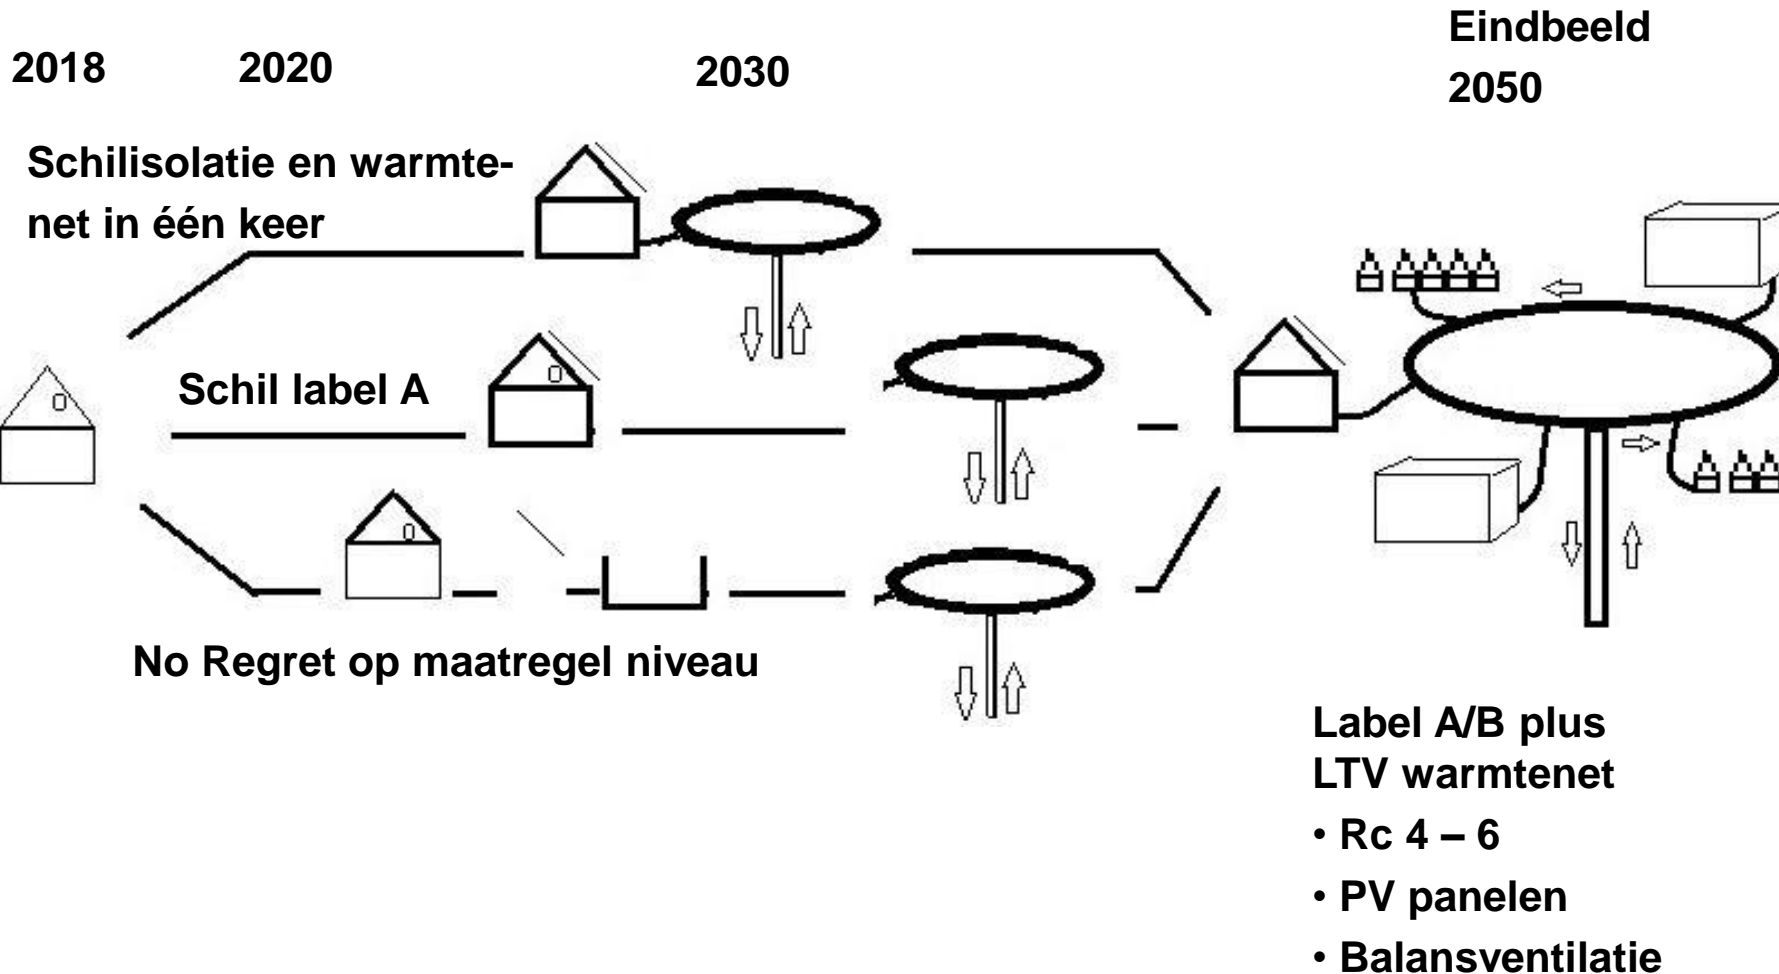 2018
2020
2030
Eindbeeld
2050
Schilisolatie en warmte-
net in één keer
Schil label A
No Regret op maatregel niveau
Label A/B plus
LTV warmtenet
• Rc 4 – 6
• PV panelen
• Balansventilatie